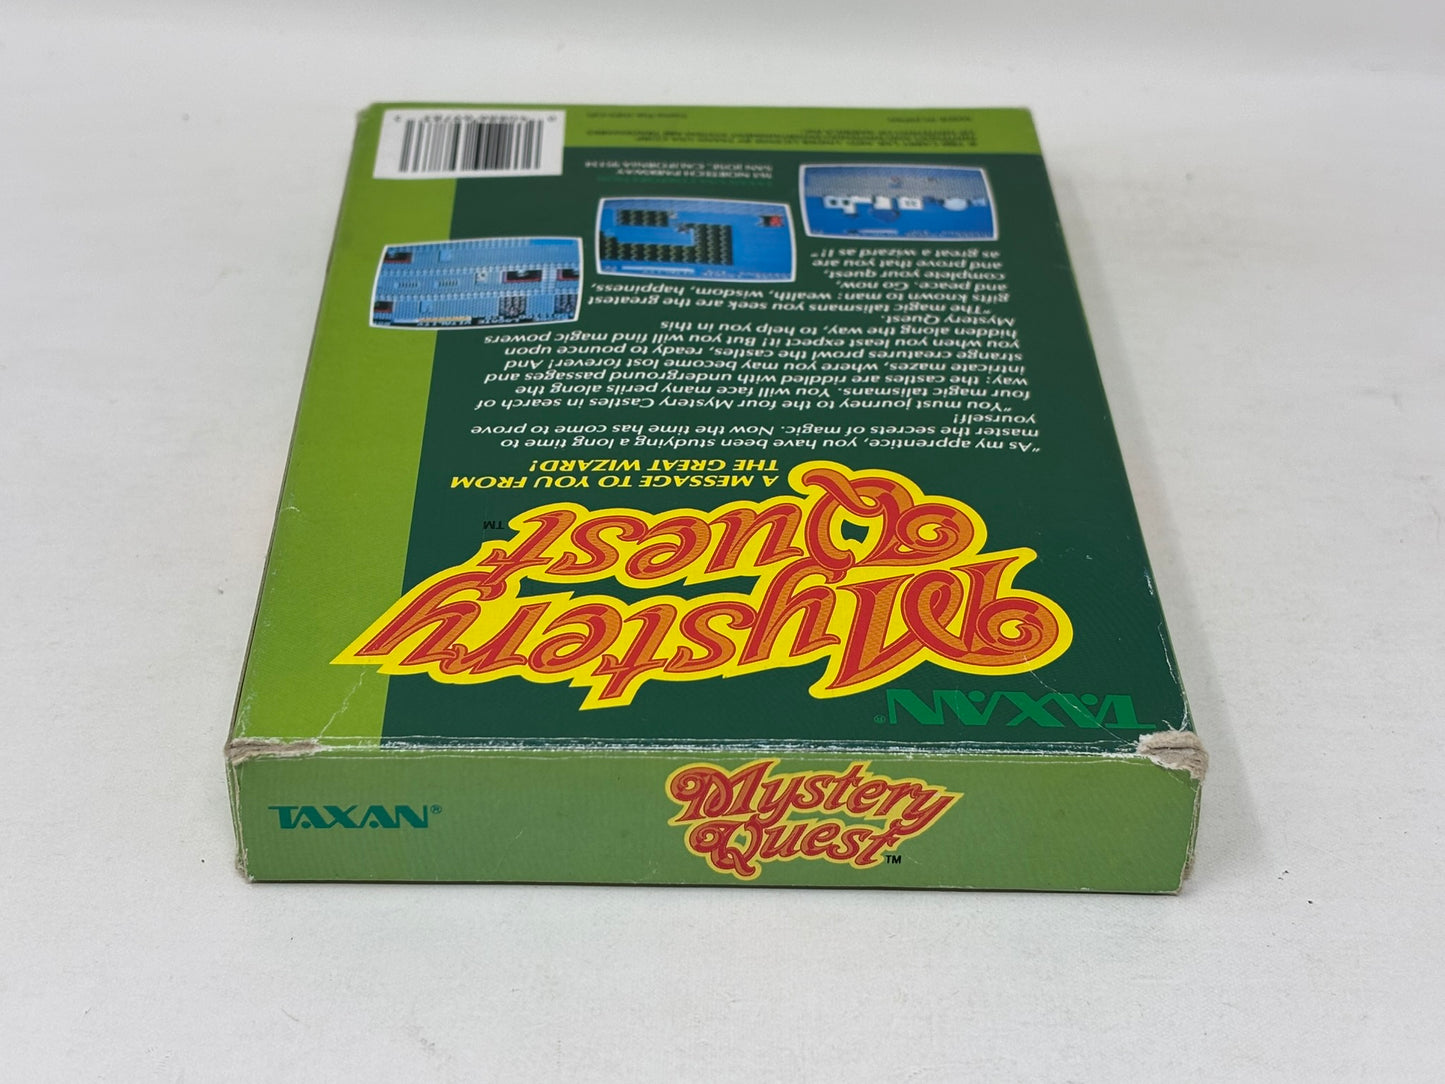 TAXAN®
Mystery
Quest™
TAXAN®
Mystery
Quest™
A MESSAGE TO YOU FROM
THE GREAT WIZARD!
"As my apprentice, you have been studying a long time to
master the secrets of magic. Now the time has come to prove
yourself!
"You must journey to the four Mystery Castles in search of
four magic talismans. You will face many perils along the
way: the castles are riddled with underground passages and
intricate mazes, where you may become lost forever! And
strange creatures prowl the castles, ready to pounce upon
you when you least expect it! But you will find magic powers
hidden along the way, to help you in this
Mystery Quest.
"The magic talismans you seek are the greatest
gifts known to man: wealth, wisdom, happiness,
and peace. Go now,
complete your quest,
and prove that you are
as great a wizard as I!"
SAN JOSE, CALIFORNIA 95134